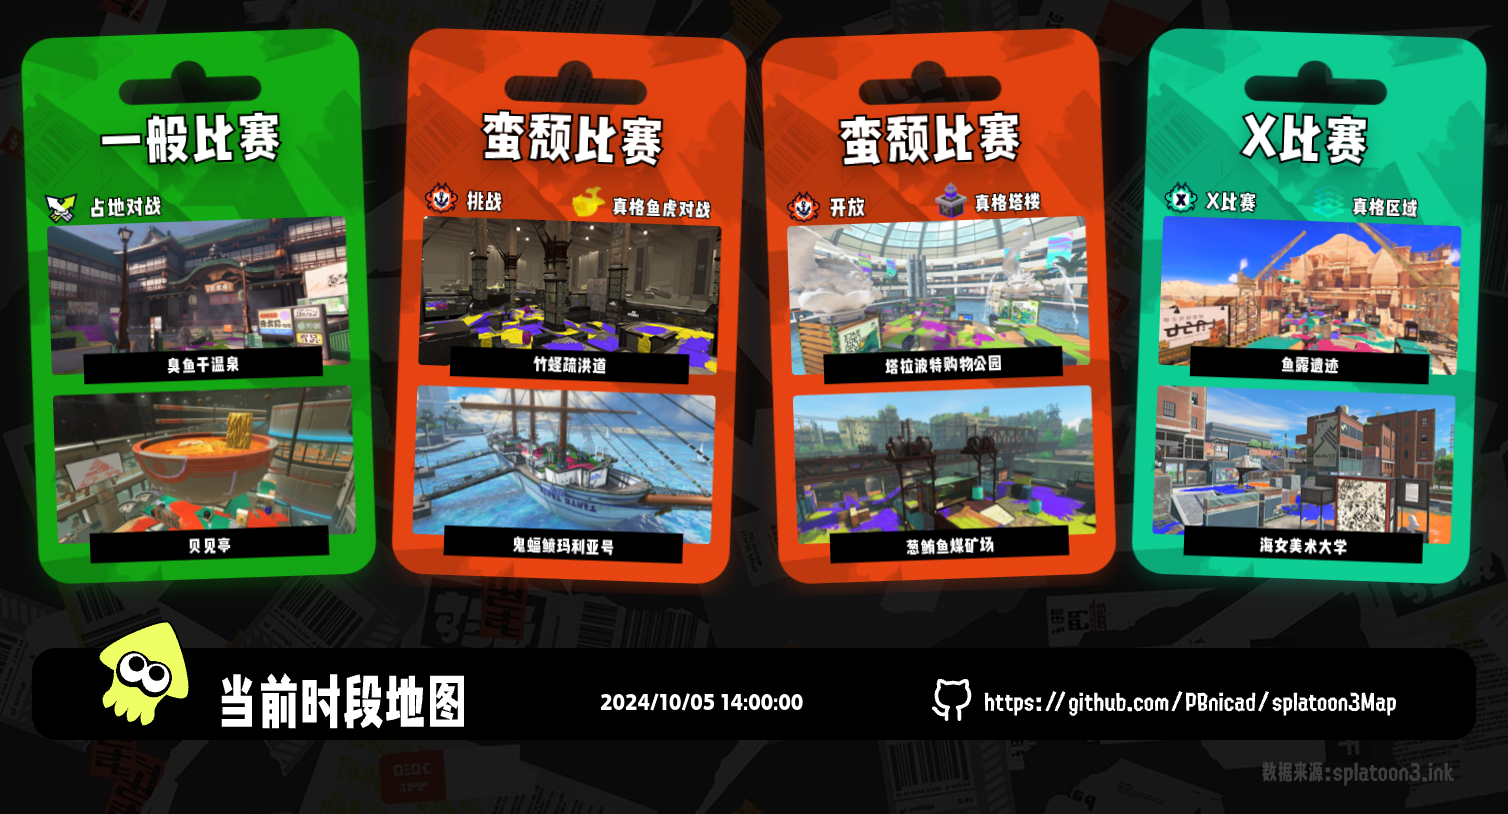 一般比赛
占地对战
臭鱼干温泉
贝见亭
蛮颓比赛
挑战
真格鱼虎对战
竹蛏疏洪道
鬼蝠鲼玛利亚号
蛮颓比赛
开放
真格塔楼
塔拉波特购物公园
葱鲔鱼煤矿场
X比赛
X比赛
真格区域
鱼露遗迹
海女美术大学
当前时段地图
2024/10/05 14:00:00
https://github.com/PBnicad/splatoon3Map
数据来源:splatoon3.ink